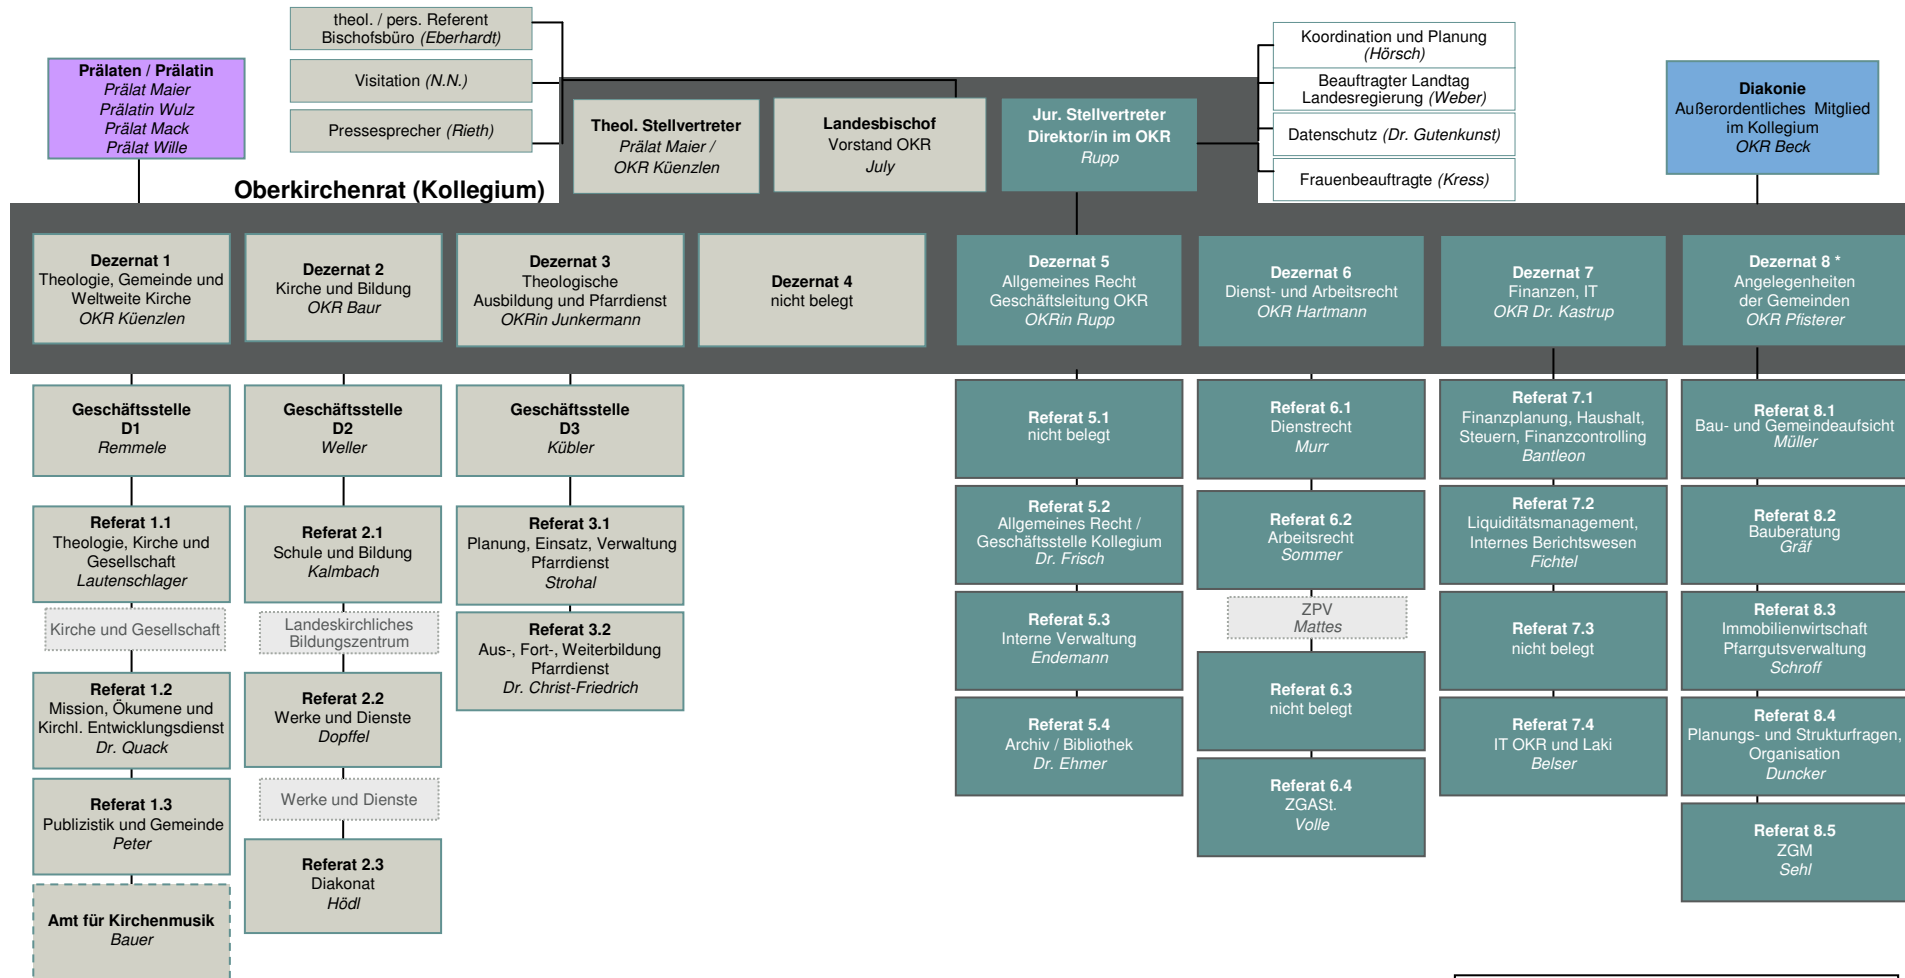 theol. / pers. Referent
Bischofsbüro (Eberhardt)
Visitation (N.N.)
Pressesprecher (Rieth)
Koordination und Planung
(Hörsch)
Beauftragter Landtag
Landesregierung (Weber)
Datenschutz (Dr. Gutenkunst)
Frauenbeauftragte (Kress)
Prälaten / Prälatin
Prälat Maier
Prälatin Wulz
Prälat Mack
Prälat Wille
Theol. Stellvertreter
Prälat Maier /
OKR Küenzlen
Landesbischof
Vorstand OKR
July
Jur. Stellvertreter
Direktor/in im OKR
Rupp
Diakonie
Außerordentliches Mitglied
im Kollegium
OKR Beck
Oberkirchenrat (Kollegium)
Dezernat 1
Theologie, Gemeinde und
Weltweite Kirche
OKR Küenzlen
Dezernat 2
Kirche und Bildung
OKR Baur
Dezernat 3
Theologische
Ausbildung und Pfarrdienst
OKRin Junkermann
Dezernat 4
nicht belegt
Dezernat 5
Allgemeines Recht
Geschäftsleitung OKR
OKRin Rupp
Dezernat 6
Dienst- und Arbeitsrecht
OKR Hartmann
Dezernat 7
Finanzen, IT
OKR Dr. Kastrup
Dezernat 8 *
Angelegenheiten
der Gemeinden
OKR Pfisterer
Geschäftsstelle
D1
Remmele
Referat 1.1
Theologie, Kirche und
Gesellschaft
Lautenschlager
Kirche und Gesellschaft
Referat 1.2
Mission, Ökumene und
Kirchl. Entwicklungsdienst
Dr. Quack
Referat 1.3
Publizistik und Gemeinde
Peter
Amt für Kirchenmusik
Bauer
Geschäftsstelle
D2
Weller
Referat 2.1
Schule und Bildung
Kalmbach
Landeskirchliches
Bildungszentrum
Referat 2.2
Werke und Dienste
Dopffel
Werke und Dienste
Referat 2.3
Diakonat
Hödl
Geschäftsstelle
D3
Kübler
Referat 3.1
Planung, Einsatz, Verwaltung
Pfarrdienst
Strohal
Referat 3.2
Aus-, Fort-, Weiterbildung
Pfarrdienst
Dr. Christ-Friedrich
Referat 5.1
nicht belegt
Referat 5.2
Allgemeines Recht /
Geschäftsstelle Kollegium
Dr. Frisch
Referat 5.3
Interne Verwaltung
Endemann
Referat 5.4
Archiv / Bibliothek
Dr. Ehmer
Referat 6.1
Dienstrecht
Murr
Referat 6.2
Arbeitsrecht
Sommer
ZPV
Mattes
Referat 6.3
nicht belegt
Referat 6.4
ZGASt.
Volle
Referat 7.1
Finanzplanung, Haushalt,
Steuern, Finanzcontrolling
Bantleon
Referat 7.2
Liquiditätsmanagement,
Internes Berichtswesen
Fichtel
Referat 7.3
nicht belegt
Referat 7.4
IT OKR und Laki
Belser
Referat 8.1
Bau- und Gemeindeaufsicht
Müller
Referat 8.2
Bauberatung
Gräf
Referat 8.3
Immobilienwirtschaft
Pfarrgutsverwaltung
Schroff
Referat 8.4
Planungs- und Strukturfragen,
Organisation
Duncker
Referat 8.5
ZGM
Sehl